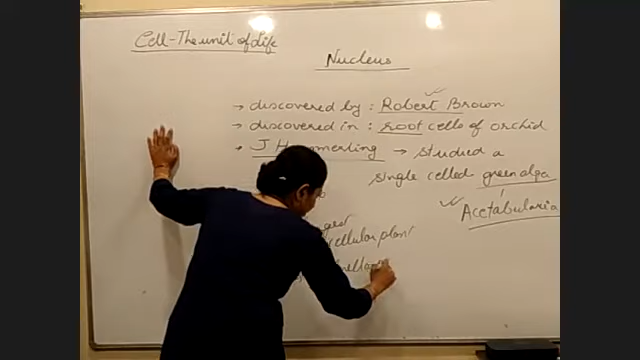 Cell-The unit of Life
Nucleus
→ discovered by : Robert Brown
→ discovered in : root cells of orchid
→ studied a
single celled green alga
Acetabularia